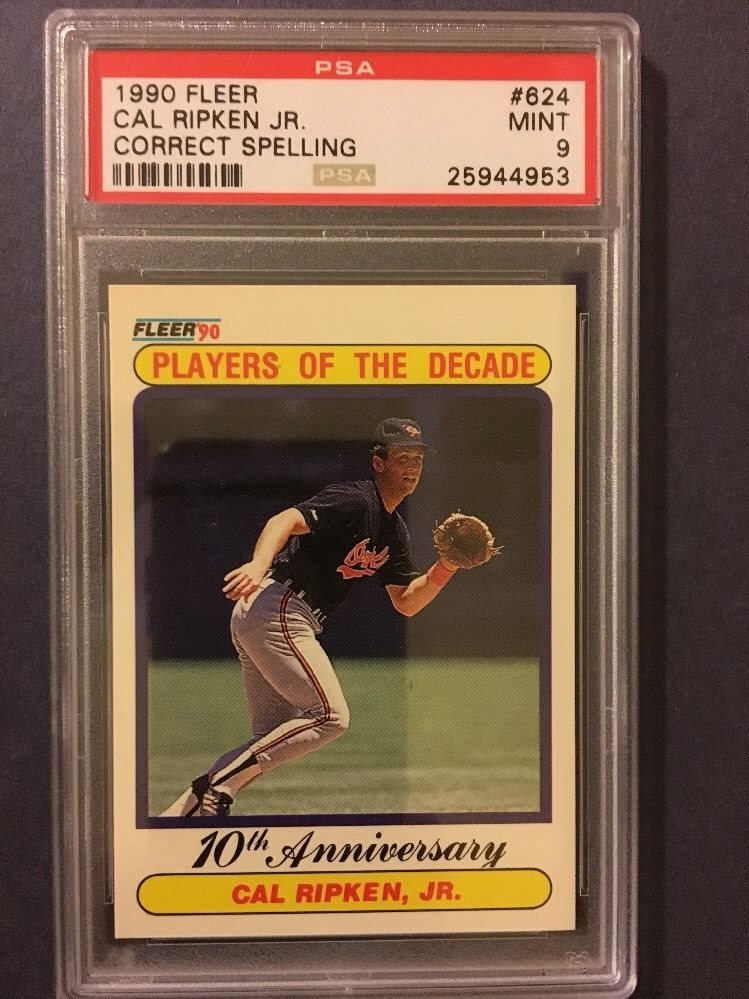 PSA
1990 FLEER #624
CAL RIPKEN JR. MINT
CORRECT SPELLING 9
PSA 25944953
FLEER '90
PLAYERS OF THE DECADE
Orioles
10th Anniversary
CAL RIPKEN, JR.